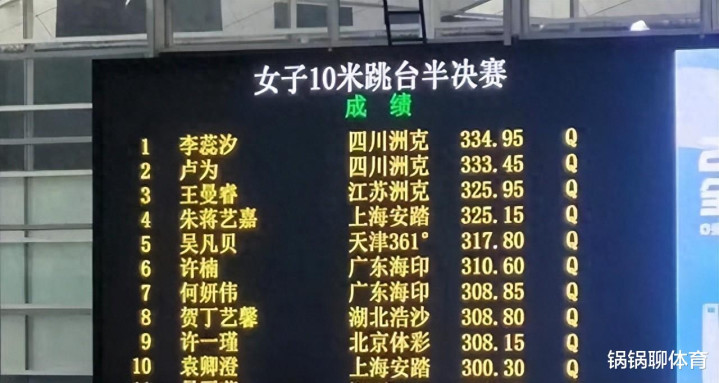 女子10米跳台半决赛
成 绩
1 李蕊汐 四川洲克 334.95 Q
2 卢为 四川洲克 333.45 Q
3 王曼睿 江苏洲克 325.95 Q
4 朱蒋艺嘉 上海安踏 325.15 Q
5 吴凡贝 天津361° 317.80 Q
6 许楠 广东海印 310.60 Q
7 何妍伟 广东海印 308.85 Q
8 贺丁艺馨 湖北浩沙 308.80 Q
9 许一瑾 北京体彩 308.15 Q
10 袁卿澄 上海安踏 300.30 Q
锅锅聊体育